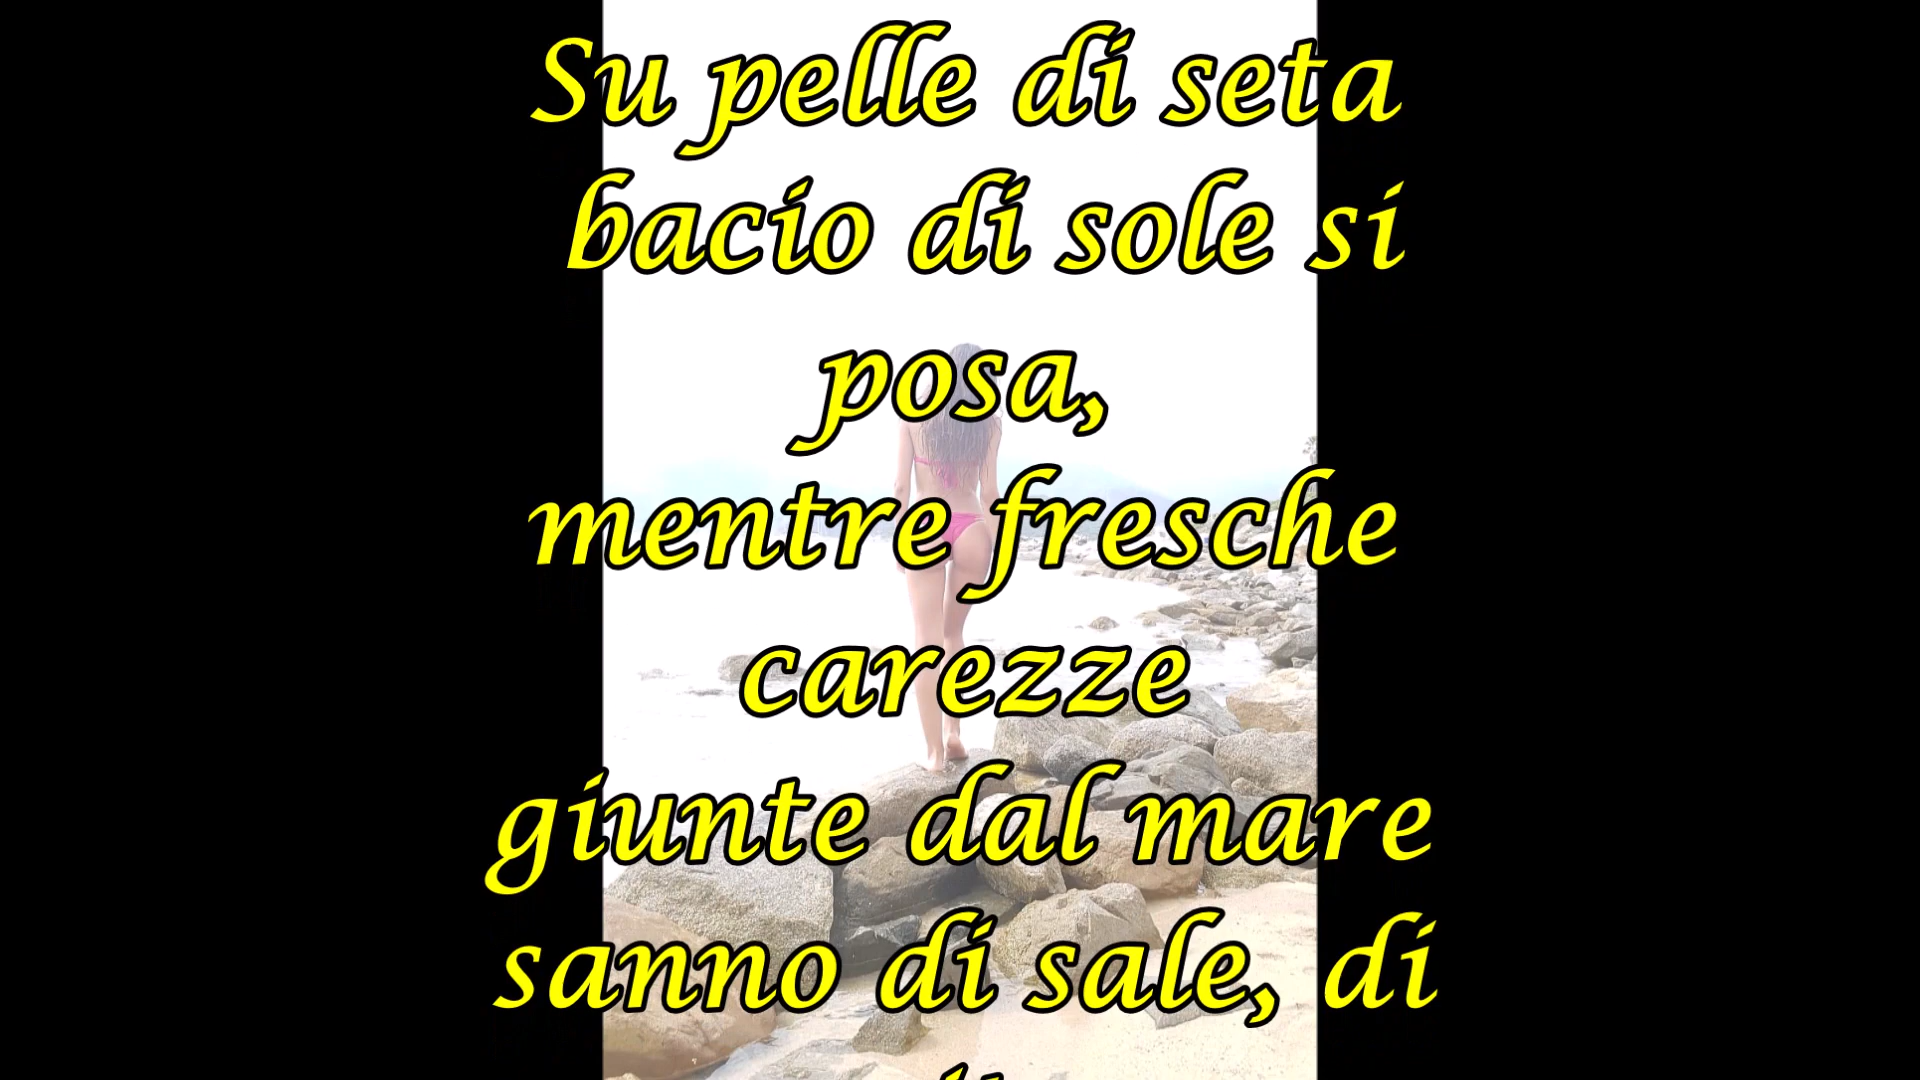 Su pelle di seta
bacio di sole si
posa,
mentre fresche
carezze
giunte dal mare
sanno di sale, di